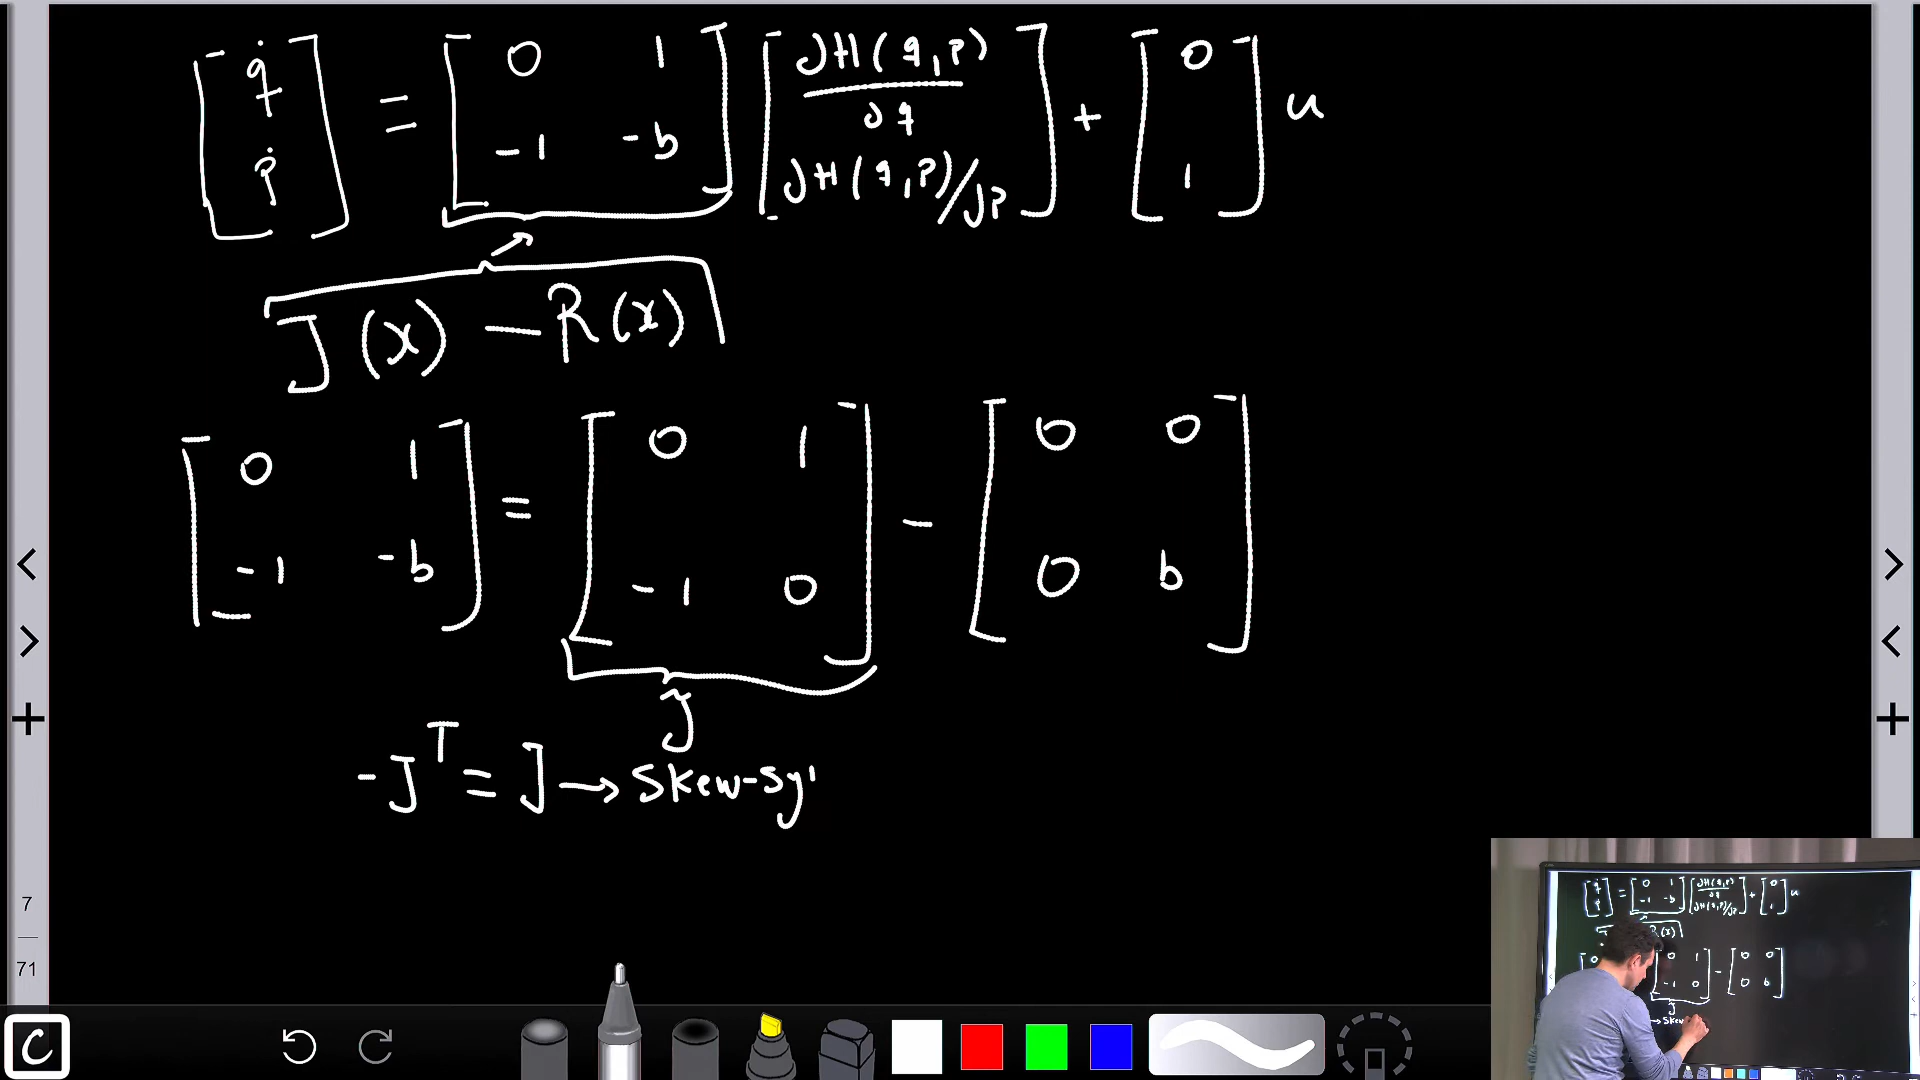 [q̇ ṗ] = [0 1 -1 -b] [∂H(q,p)/∂q ∂H(q,p)/∂p] + [0 1] u
J(x) - R(x)
[0 1 -1 -b] = [0 1 -1 0] - [0 0 0 b]
J
-J^T = J → Skew-sy
7
71